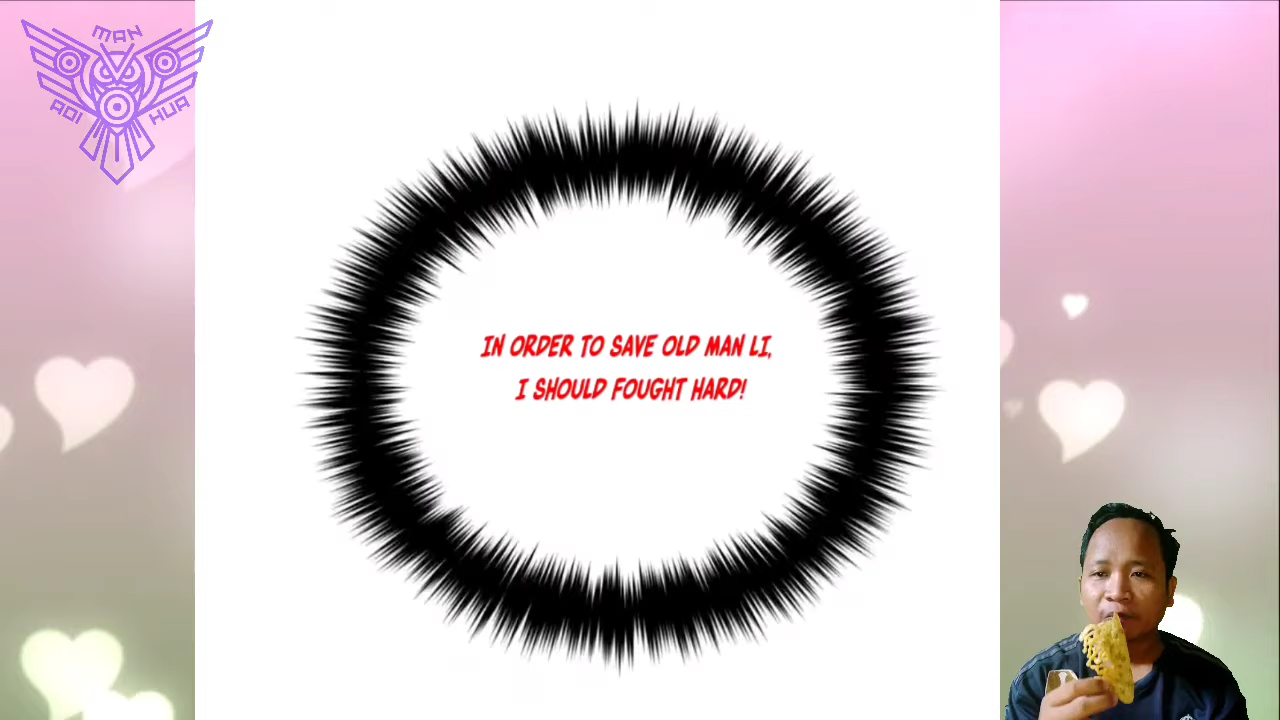 MAN
AOI HUA
IN ORDER TO SAVE OLD MAN LI,
I SHOULD FOUGHT HARD!